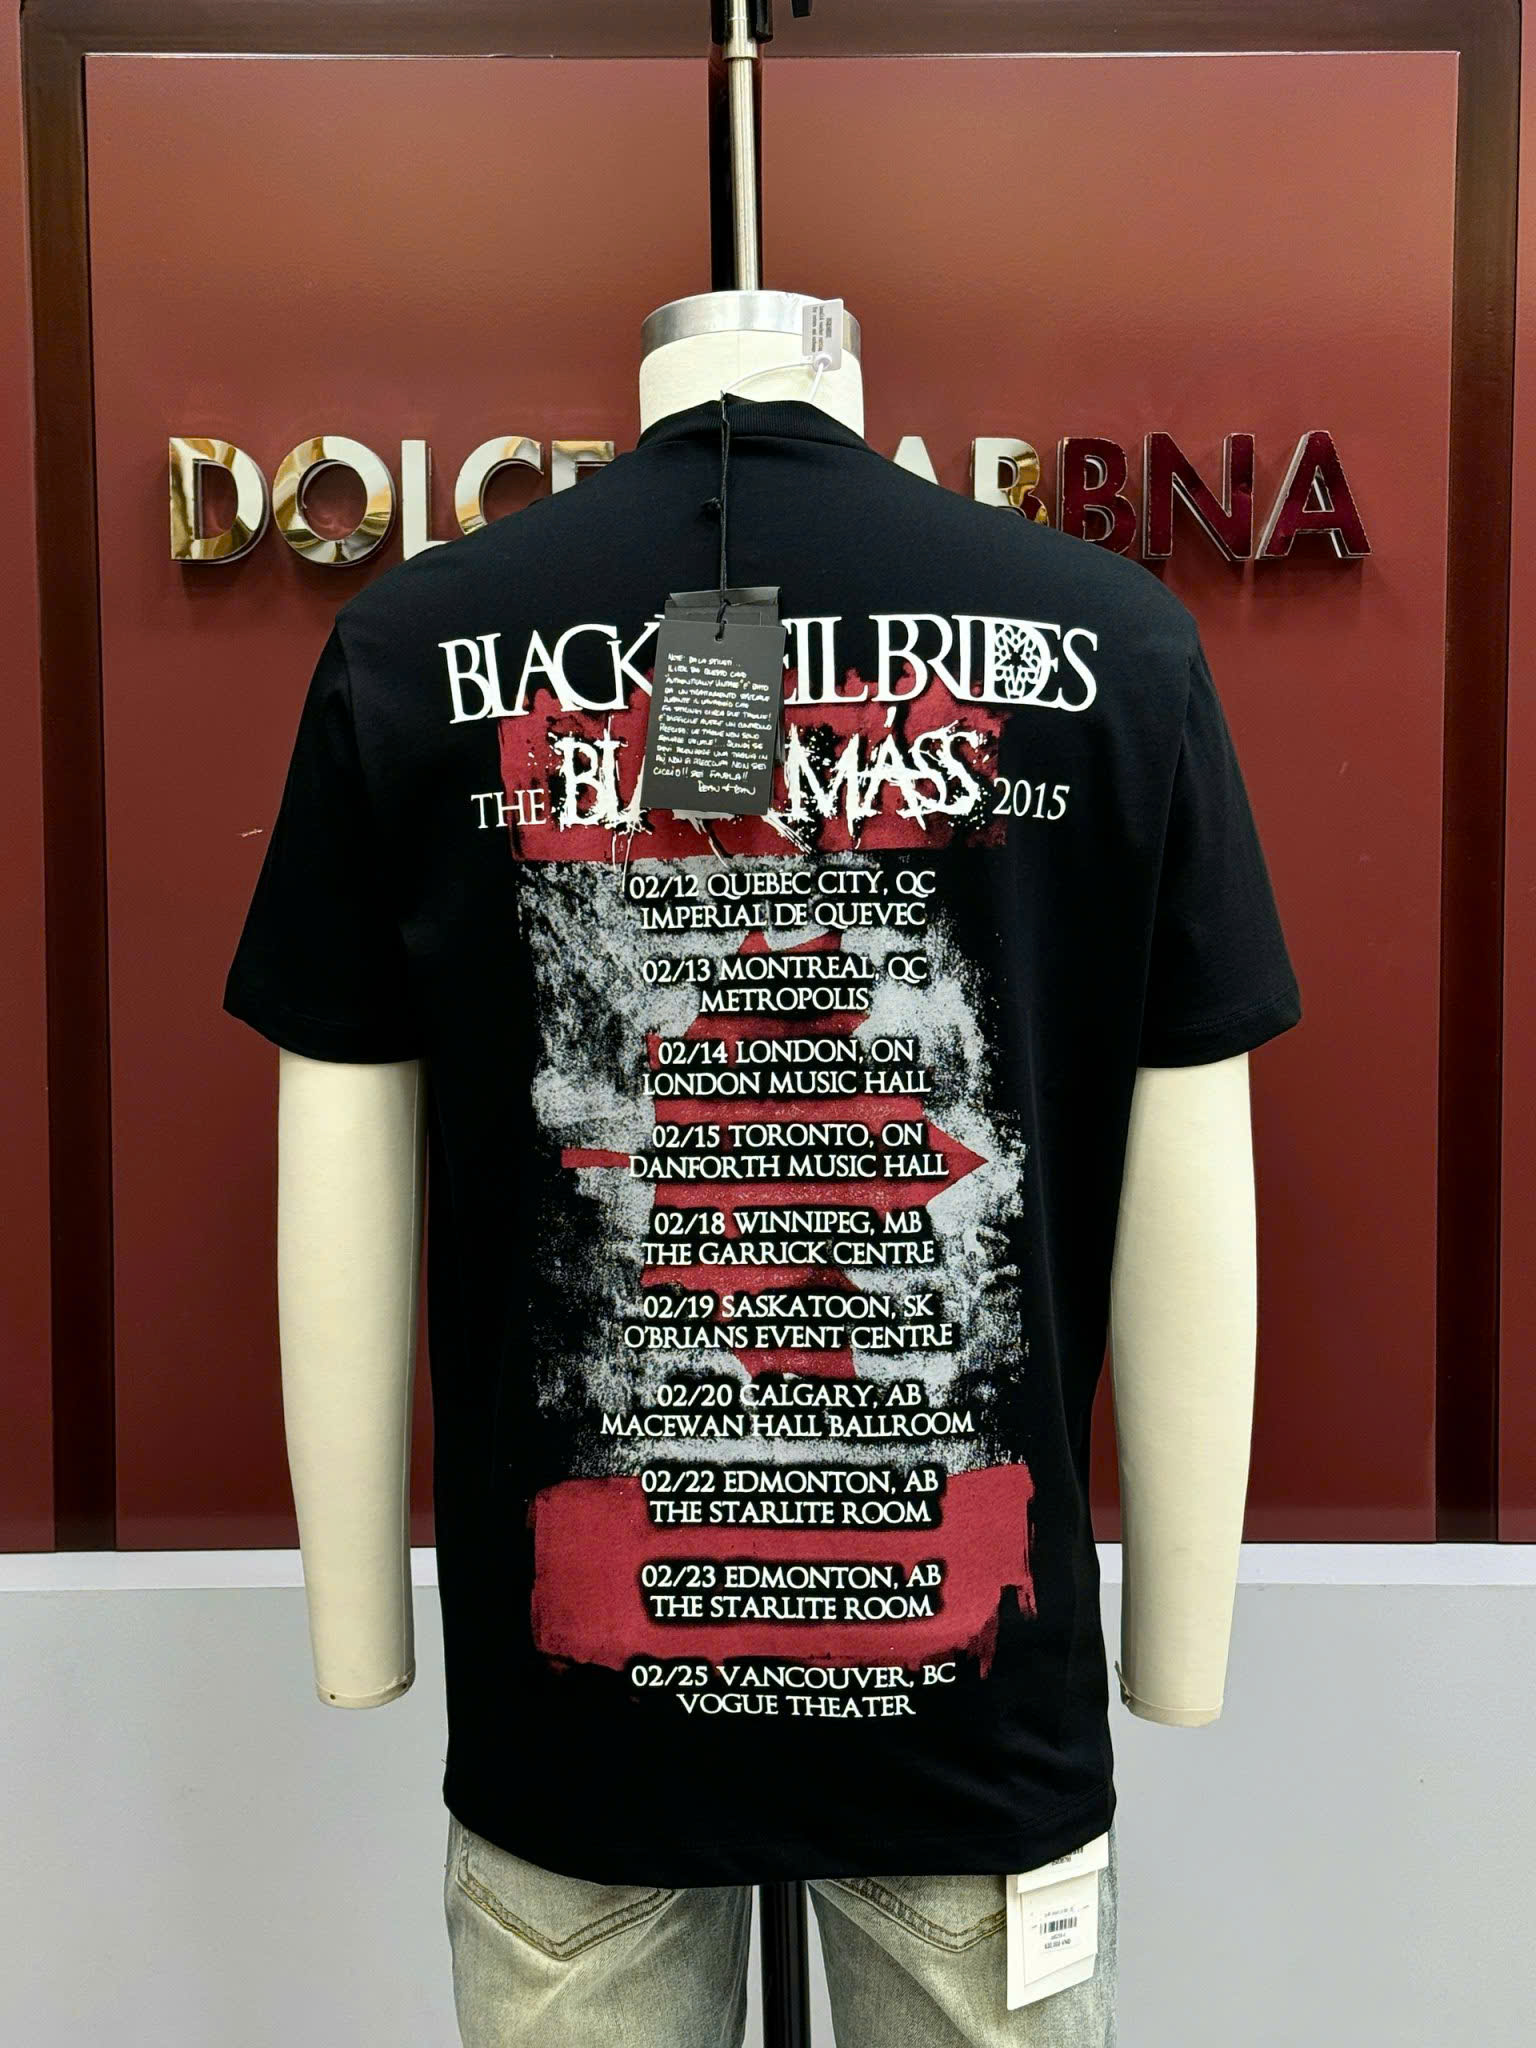 DOLCE ABBNA
BLACK VEIL BRIDES
THE BLACK MASS 2015
02/12 QUEBEC CITY, QC
IMPERIAL DE QUEVEC
02/13 MONTREAL, QC
METROPOLIS
02/14 LONDON, ON
LONDON MUSIC HALL
02/15 TORONTO, ON
DANFORTH MUSIC HALL
02/18 WINNIPEG, MB
THE GARRICK CENTRE
02/19 SASKATOON, SK
O'BRIANS EVENT CENTRE
02/20 CALGARY, AB
MACEWAN HALL BALLROOM
02/22 EDMONTON, AB
THE STARLITE ROOM
02/23 EDMONTON, AB
THE STARLITE ROOM
02/25 VANCOUVER, BC
VOGUE THEATER